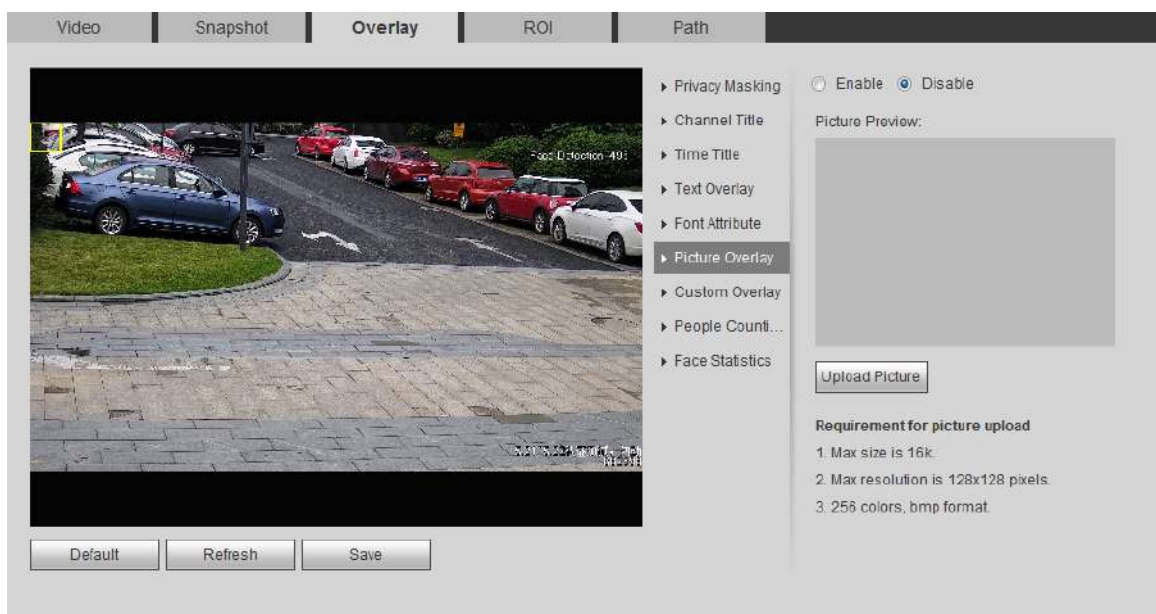 Video
Snapshot
Overlay
ROI
Path
Face Detection
Privacy Masking
Channel Title
Time Title
Text Overlay
Font Attribute
Picture Overlay
Custom Overlay
People Counti...
Face Statistics
Enable
Disable
Picture Preview:
Upload Picture
Requirement for picture upload
1. Max size is 16k.
2. Max resolution is 128x128 pixels.
3. 256 colors, bmp format.
Default
Refresh
Save